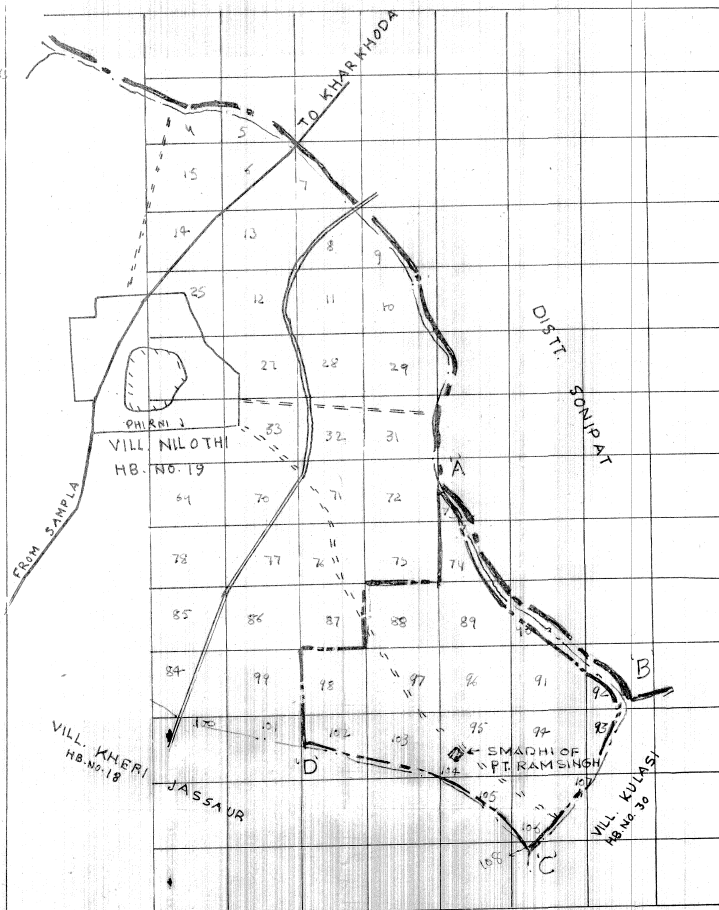 TO KHARKHODA
4 5
15 6 7
14 13 8 9
25 12 11 10
27 28 29
DISTT. SONIPAT
PHIRNI
33 32 31
VILL. NILOTHI
HB. NO. 19
'A'
69 70 71 72
FROM SAMPLA
78 77 76 75 74
85 86 87 88 89
84 99 98 97 96 91 92
'B'
100 101 102 103 95 94 93
'D'
SMADHI OF
PT. RAMSINGH
104
VILL. KHERI JASSAUR
HB. NO. 18
105 107
VILL. KULASI
HB. NO. 30
106
108
'C'